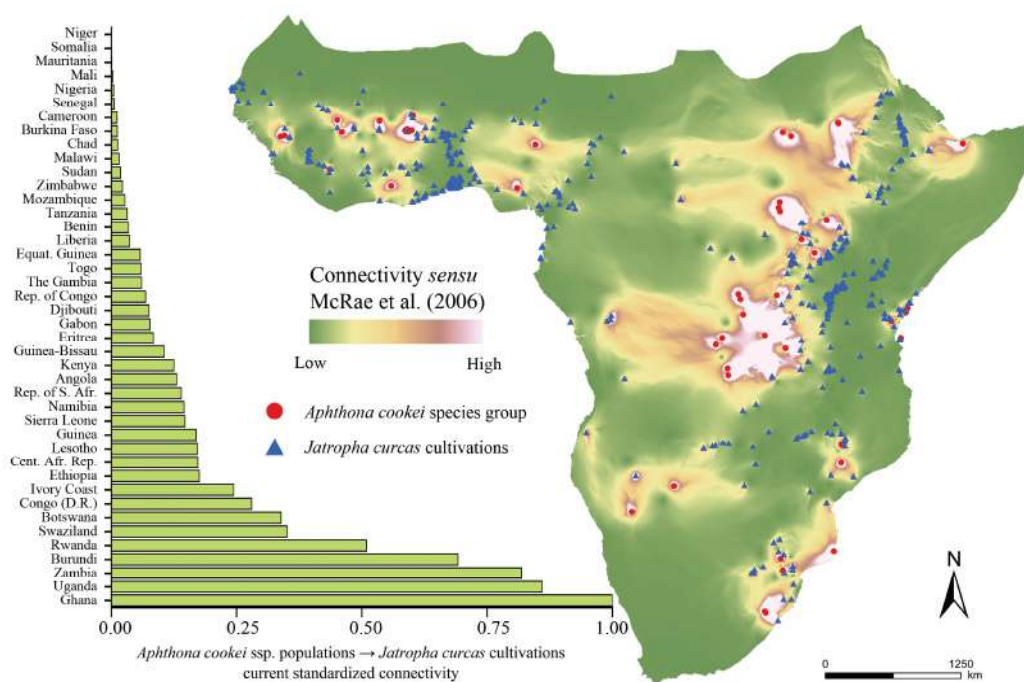 Niger
Somalia
Mauritania
Mali
Nigeria
Senegal
Cameroon
Burkina Faso
Chad
Malawi
Sudan
Zimbabwe
Mozambique
Tanzania
Benin
Liberia
Equat. Guinea
Togo
The Gambia
Rep. of Congo
Djibouti
Gabon
Eritrea
Guinea-Bissau
Kenya
Angola
Rep. of S. Afr.
Namibia
Sierra Leone
Guinea
Lesotho
Cent. Afr. Rep.
Ethiopia
Ivory Coast
Congo (D.R.)
Botswana
Swaziland
Rwanda
Burundi
Zambia
Uganda
Ghana
0.00 0.25 0.50 0.75 1.00
Aphthona cookei ssp. populations → Jatropha curcas cultivations
current standardized connectivity
Connectivity sensu
McRae et al. (2006)
Low High
Aphthona cookei species group
Jatropha curcas cultivations
N
0 1250
km